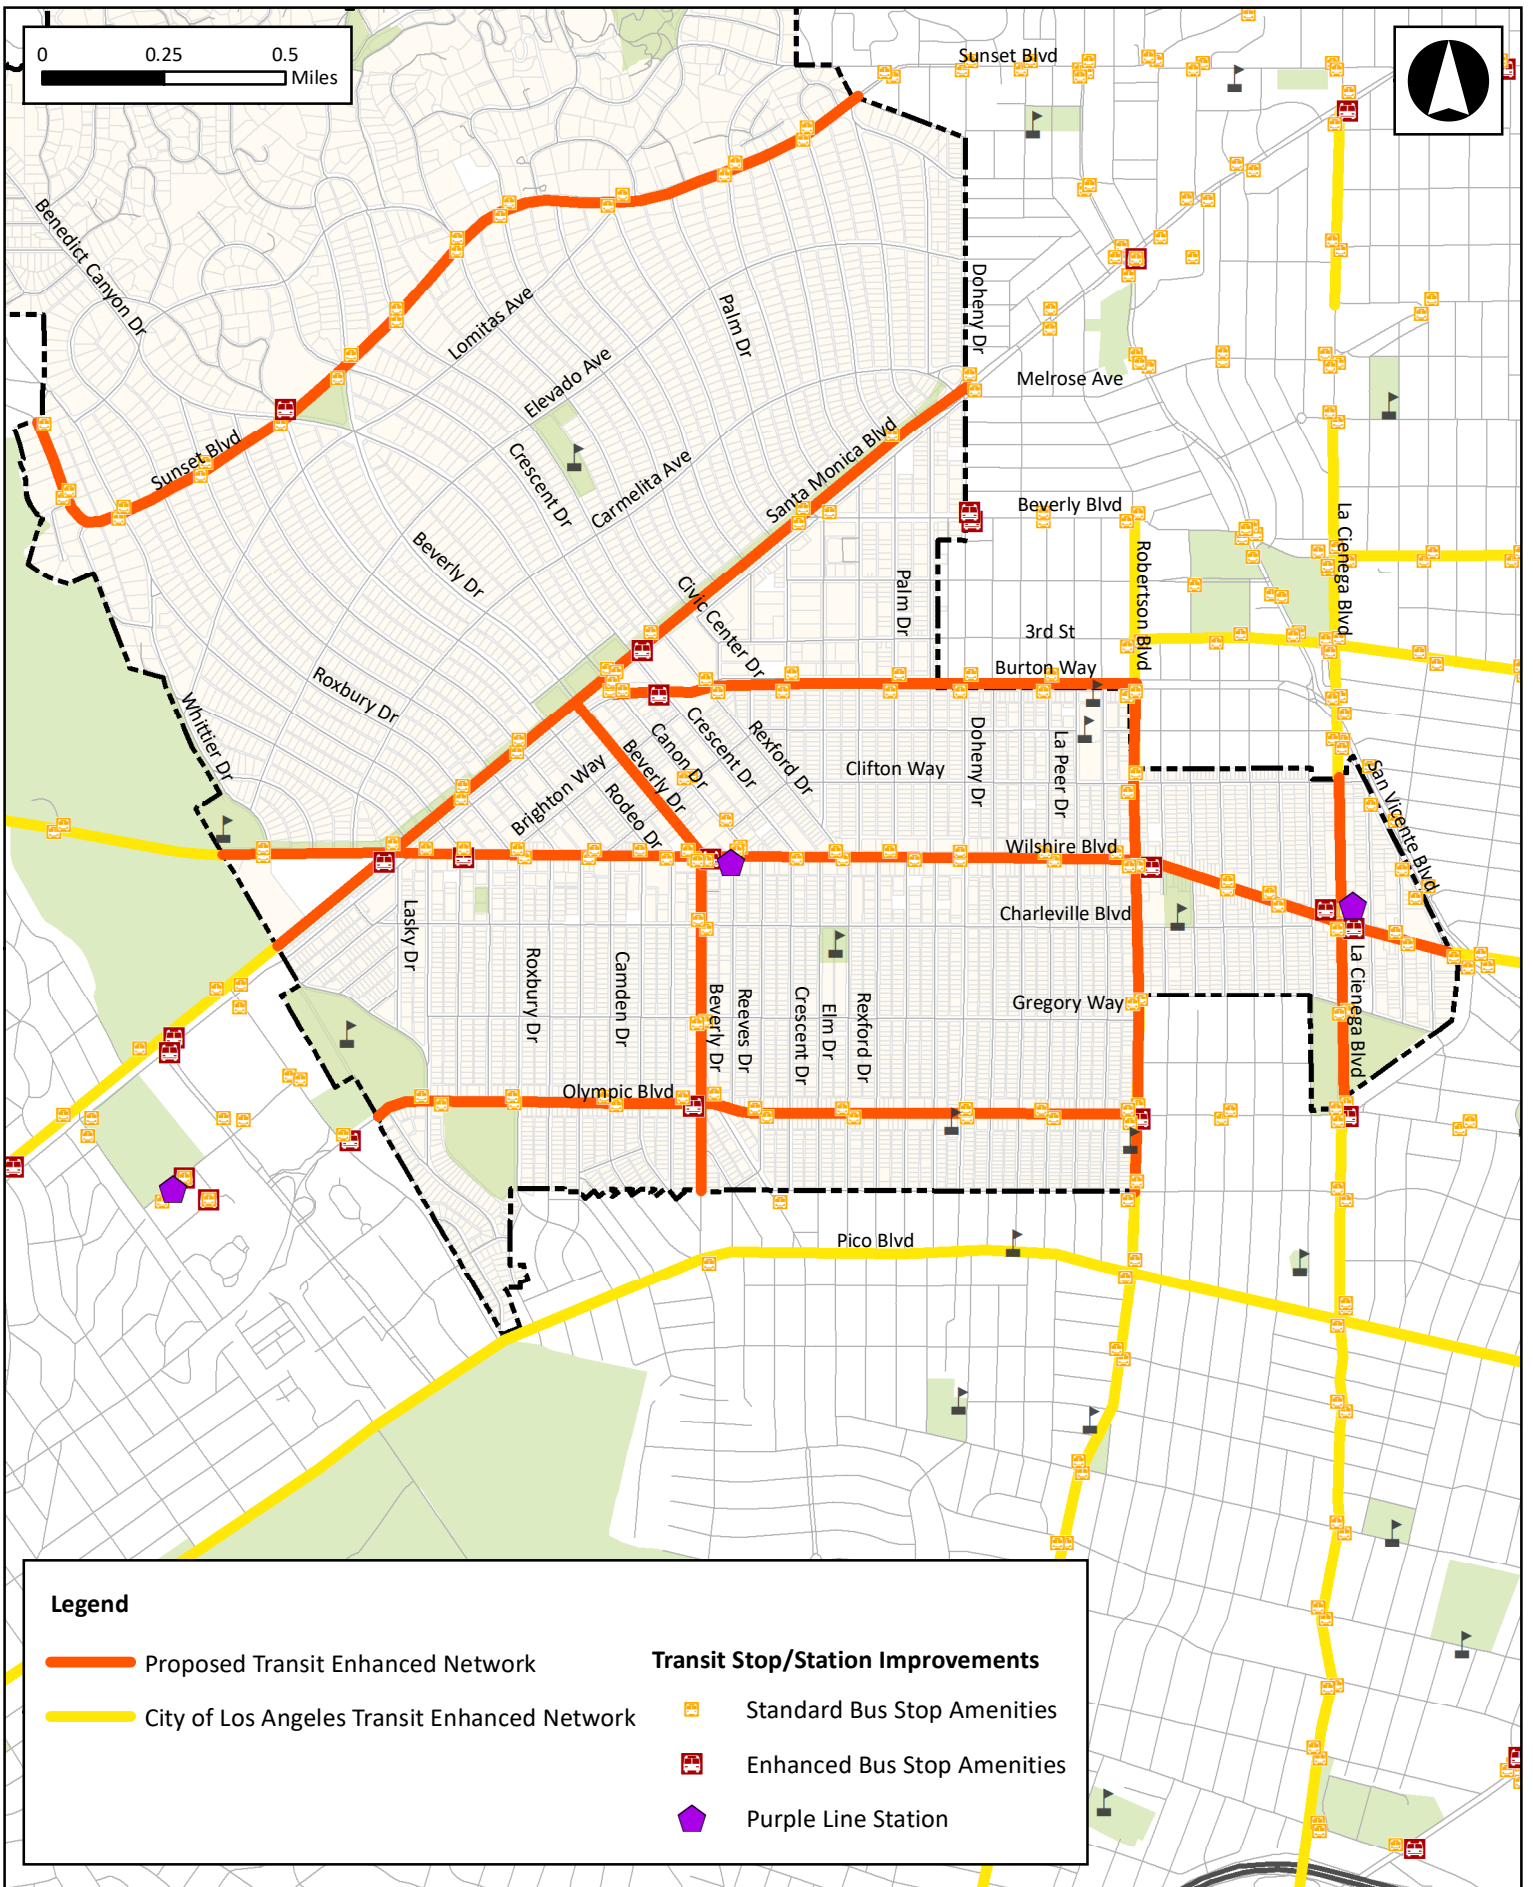 0 0.25 0.5
Miles
Sunset Blvd
Benedict Canyon Dr
Lomitas Ave
Palm Dr
Doheny Dr
Elevado Ave
Melrose Ave
Sunset Blvd
Crescent Dr
Carmelita Ave
Santa Monica Blvd
Beverly Blvd
La Cienega Blvd
Beverly Dr
Robertson Blvd
Civic Center Dr
Palm Dr
3rd St
Burton Way
Roxbury Dr
Whittier Dr
Canon Dr
Crescent Dr
Rexford Dr
Beverly Dr
Doheny Dr
La Peer Dr
Clifton Way
San Vicente Blvd
Brighton Way
Rodeo Dr
Wilshire Blvd
Charleville Blvd
Lasky Dr
Roxbury Dr
Camden Dr
Beverly Dr
Reeves Dr
Crescent Dr
Elm Dr
Rexford Dr
Gregory Way
La Cienega Blvd
Olympic Blvd
Pico Blvd
Legend
Proposed Transit Enhanced Network
City of Los Angeles Transit Enhanced Network
Transit Stop/Station Improvements
Standard Bus Stop Amenities
Enhanced Bus Stop Amenities
Purple Line Station